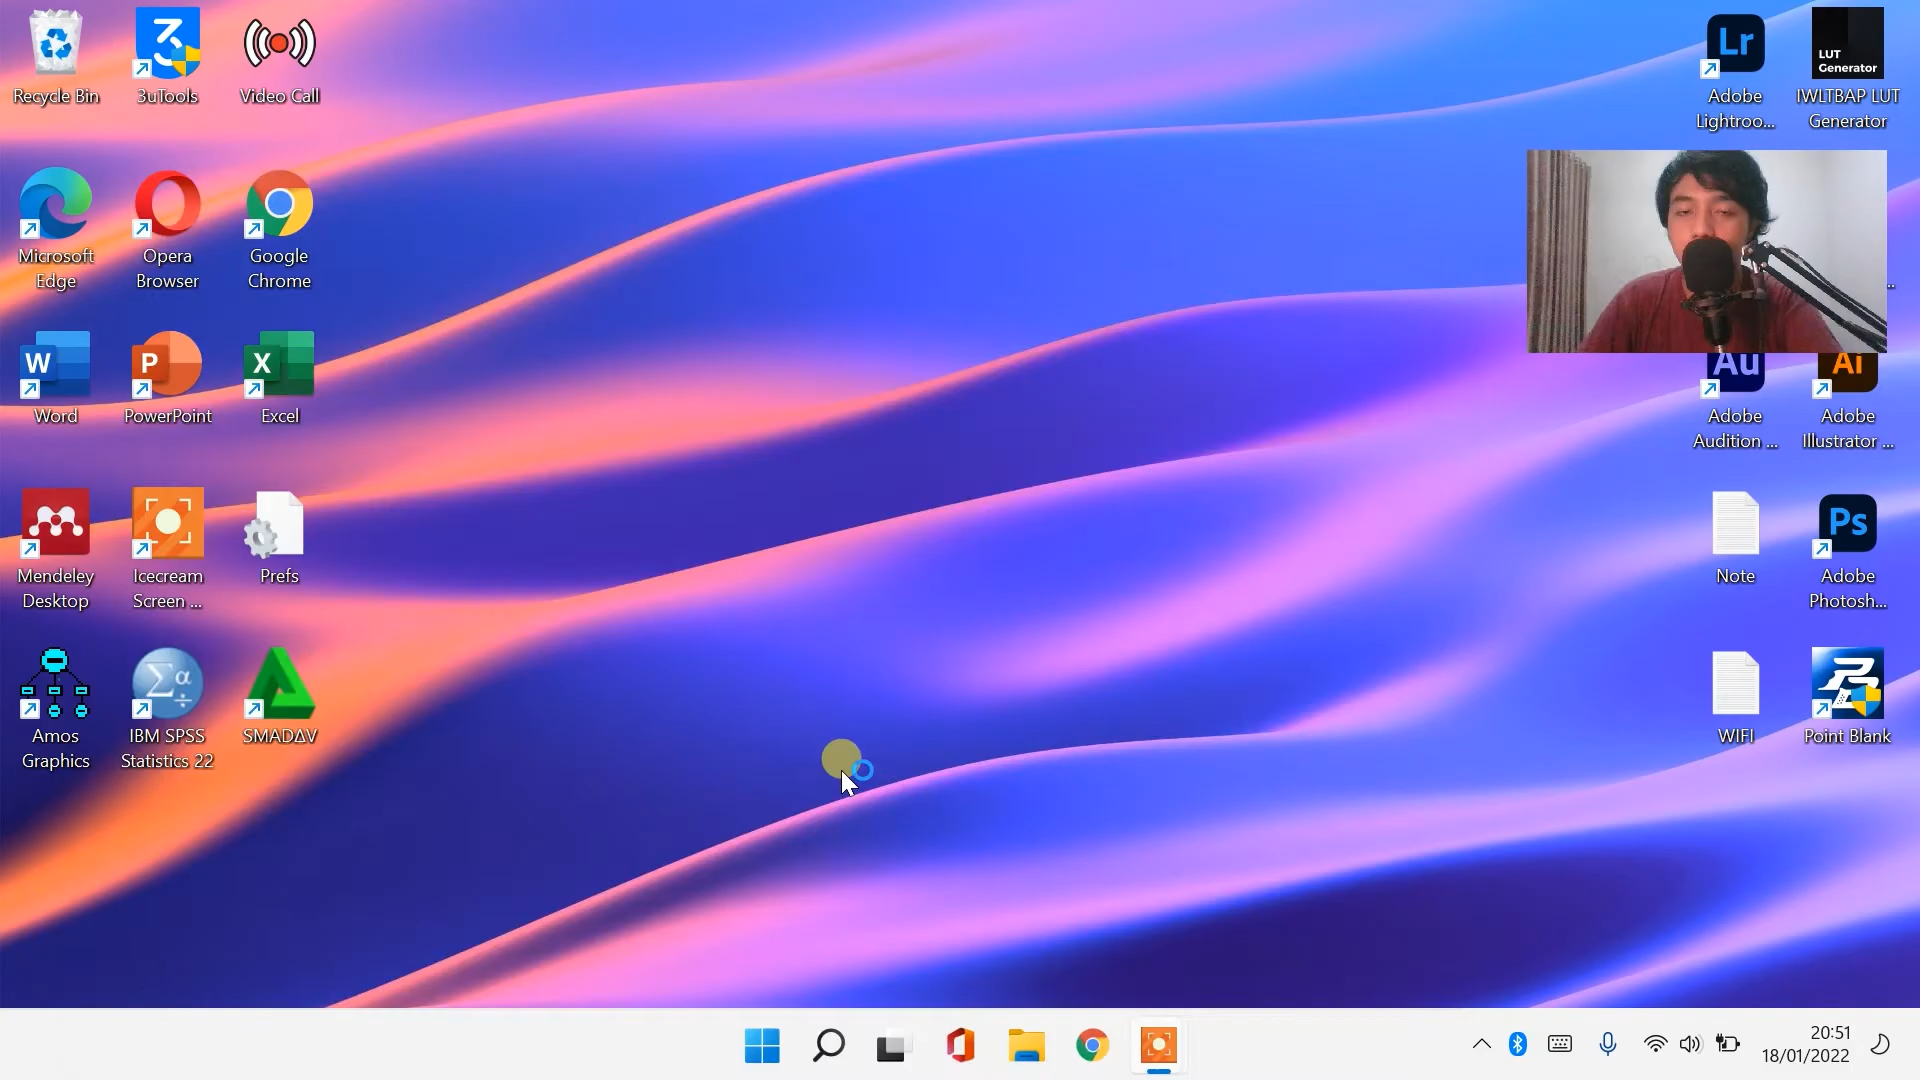 Recycle Bin
3uTools
Video Call
Lr
Adobe
Lightroo...
LUT
Generator
IWLTBAP LUT
Generator
Microsoft
Edge
Opera
Browser
Google
Chrome
...
W
Word
P
PowerPoint
X
Excel
Au
Adobe
Audition ...
Ai
Adobe
Illustrator ...
Mendeley
Desktop
Icecream
Screen ...
Prefs
Note
Ps
Adobe
Photosh...
Amos
Graphics
Σα
IBM SPSS
Statistics 22
SMADΔV
WIFI
Point Blank
20:51
18/01/2022